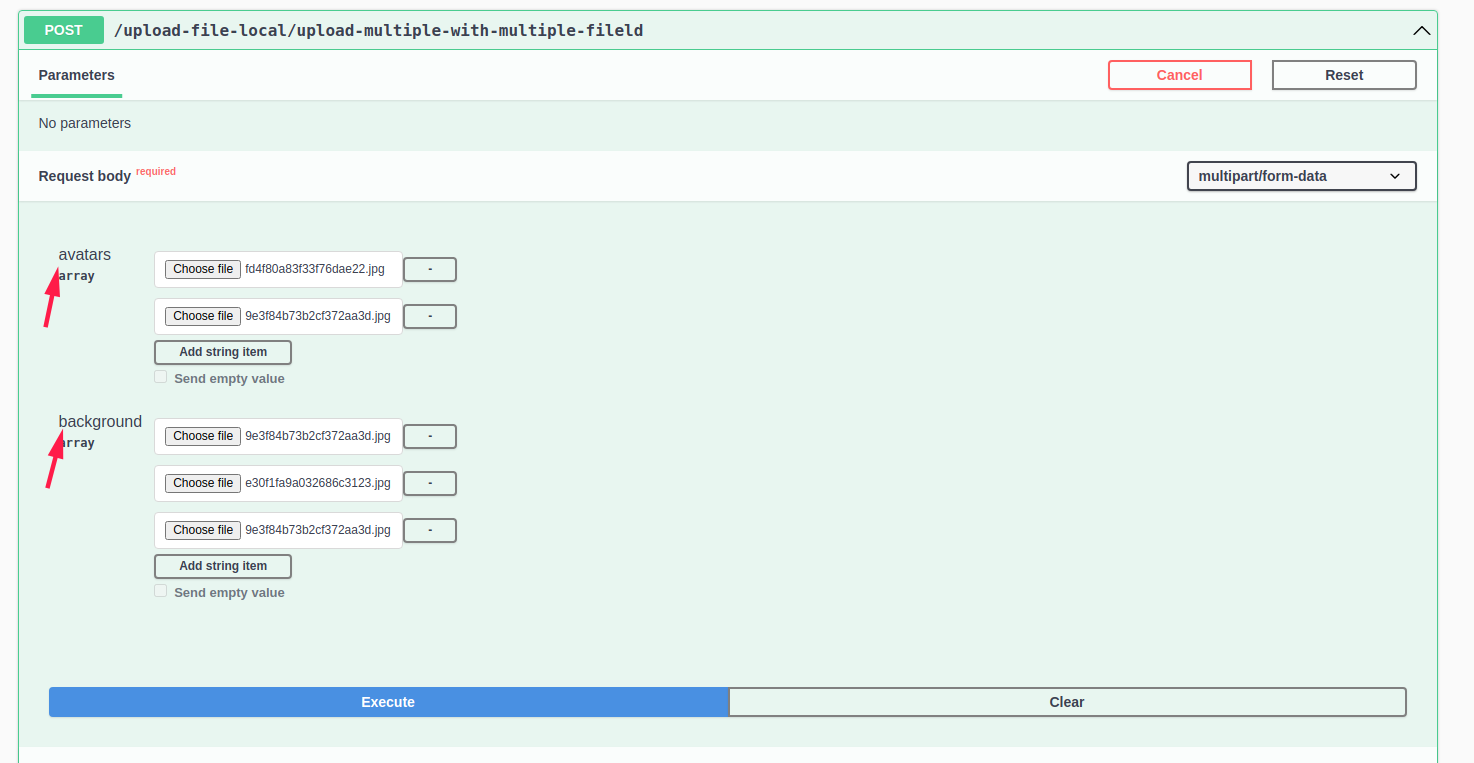 POST /upload-file-local/upload-multiple-with-multiple-fileld
Parameters
Cancel
Reset
No parameters
Request body required
multipart/form-data
avatars
array
Choose file fd4f80a83f33f76dae22.jpg
-
Choose file 9e3f84b73b2cf372aa3d.jpg
-
Add string item
Send empty value
background
array
Choose file 9e3f84b73b2cf372aa3d.jpg
-
Choose file e30f1fa9a032686c3123.jpg
-
Choose file 9e3f84b73b2cf372aa3d.jpg
-
Add string item
Send empty value
Execute
Clear